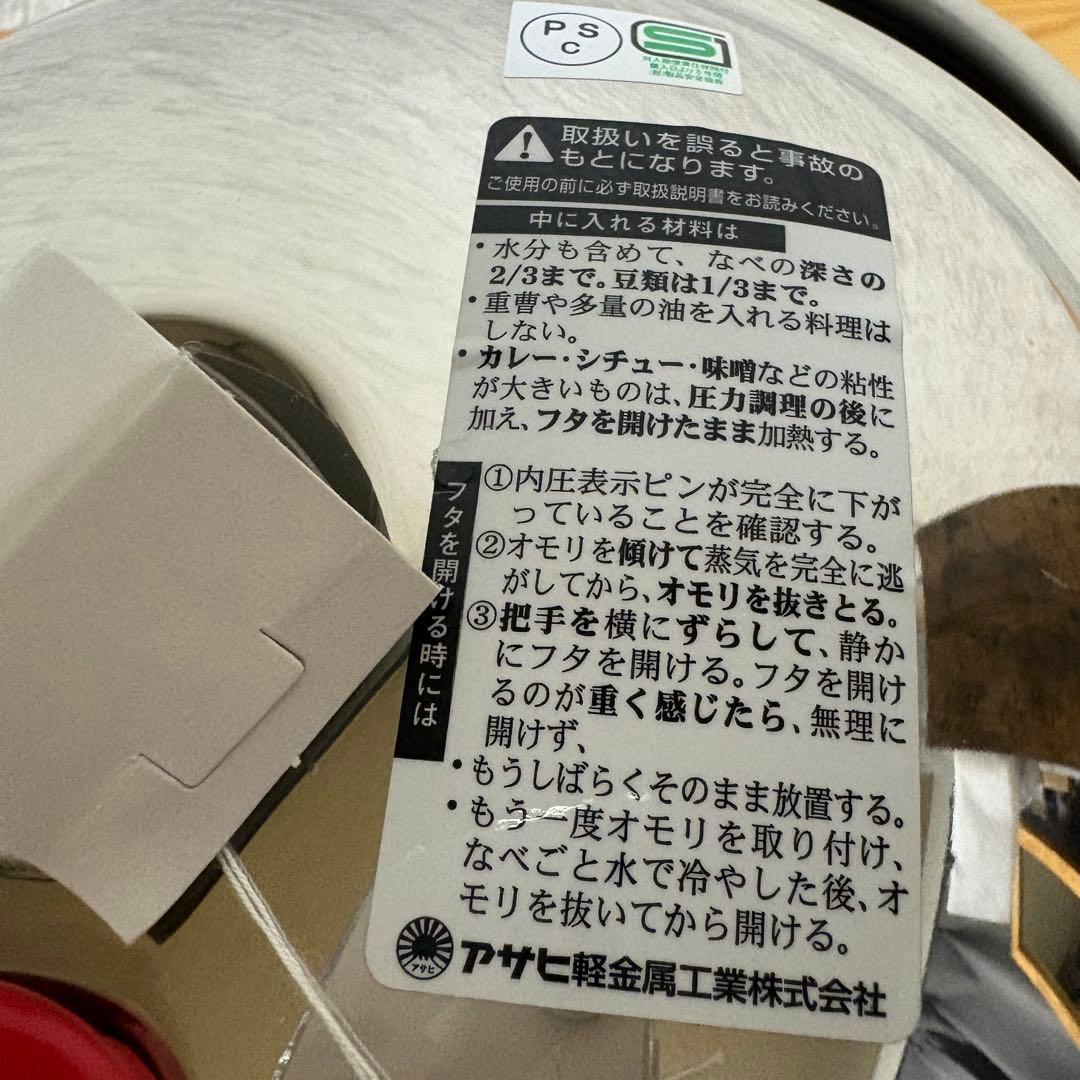 PS
C
S
取扱いを誤ると事故の
もとになります。
ご使用の前に必ず取扱説明書をお読みください。
中に入れる材料は
・水分も含めて、なべの深さの
2/3まで。豆類は1/3まで。
・重曹や多量の油を入れる料理は
しない。
・カレー・シチュー・味噌などの粘性
が大きいものは、圧力調理の後に
加え、フタを開けたまま加熱する。
フタを開ける時には
①内圧表示ピンが完全に下が
っていることを確認する。
②オモリを傾けて蒸気を完全に逃
がしてから、オモリを抜きとる。
③把手を横にずらして、静か
にフタを開ける。フタを開け
るのが重く感じたら、無理に
開けず、
・もうしばらくそのまま放置する。
・もう一度オモリを取り付け、
なべごと水で冷やした後、オ
モリを抜いてから開ける。
アサヒ
アサヒ軽金属工業株式会社